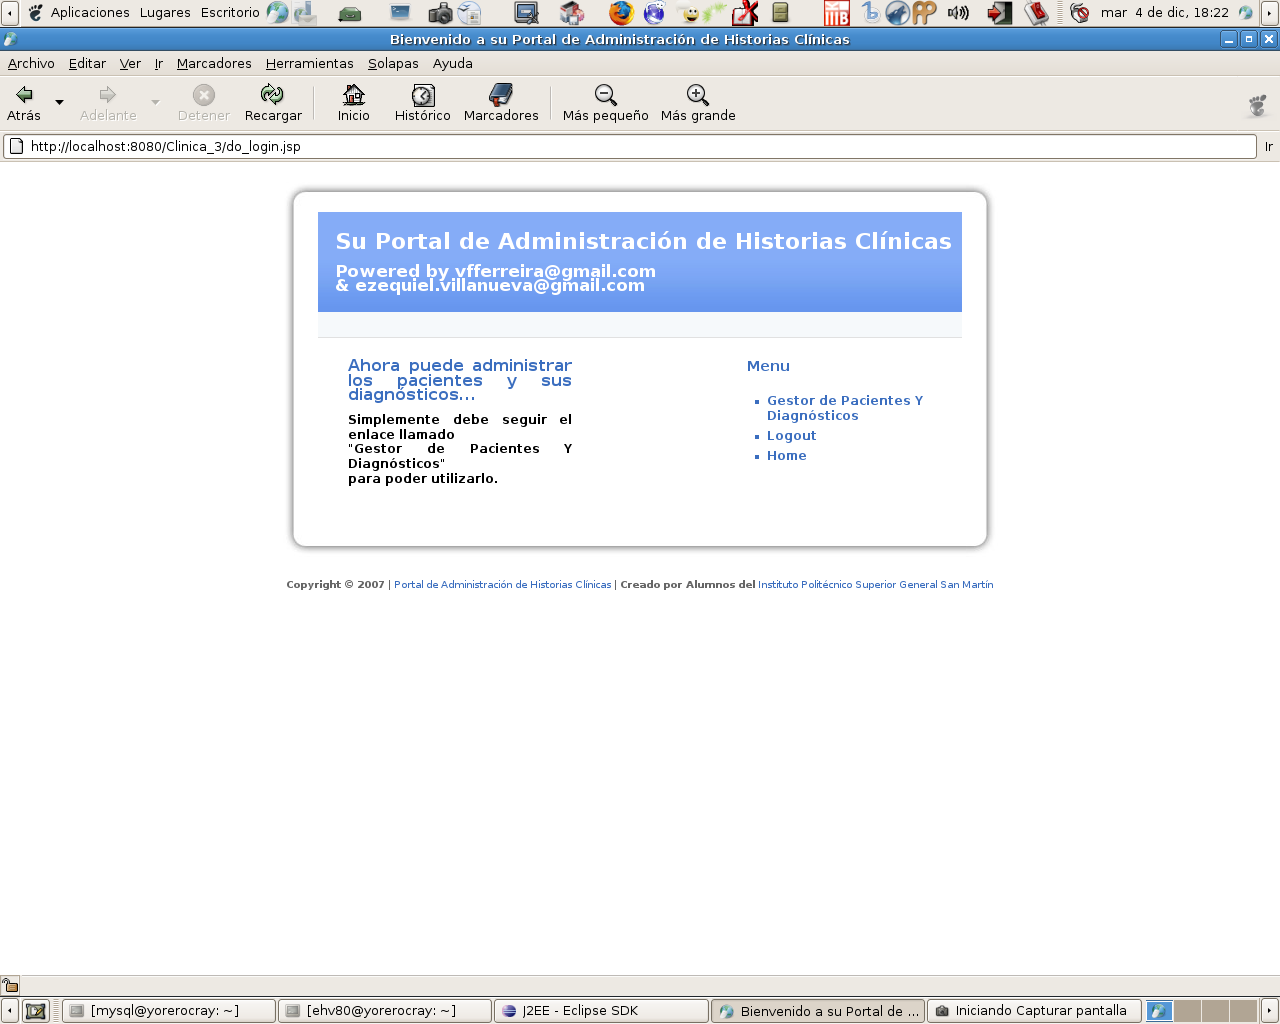 Aplicaciones Lugares Escritorio mar 4 de dic, 18:22
Bienvenido a su Portal de Administración de Historias Clínicas
Archivo Editar Ver Ir Marcadores Herramientas Solapas Ayuda
Atrás Adelante Detener Recargar Inicio Histórico Marcadores Más pequeño Más grande
http://localhost:8080/Clinica_3/do_login.jsp Ir
Su Portal de Administración de Historias Clínicas
Powered by vfferreira@gmail.com
& ezequiel.villanueva@gmail.com
Ahora puede administrar
los pacientes y sus
diagnósticos...
Simplemente debe seguir el
enlace llamado
"Gestor de Pacientes Y
Diagnósticos"
para poder utilizarlo.
Menu
Gestor de Pacientes Y
Diagnósticos
Logout
Home
Copyright © 2007 | Portal de Administración de Historias Clínicas | Creado por Alumnos del Instituto Politécnico Superior General San Martín
[mysql@yorerocray: ~] [ehv80@yorerocray: ~] J2EE - Eclipse SDK Bienvenido a su Portal de ... Iniciando Capturar pantalla